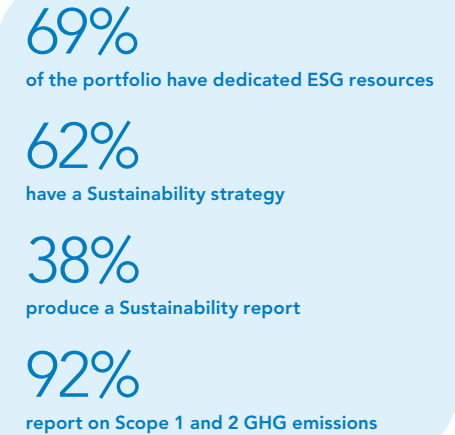 69%
of the portfolio have dedicated ESG resources
62%
have a Sustainability strategy
38%
produce a Sustainability report
92%
report on Scope 1 and 2 GHG emissions